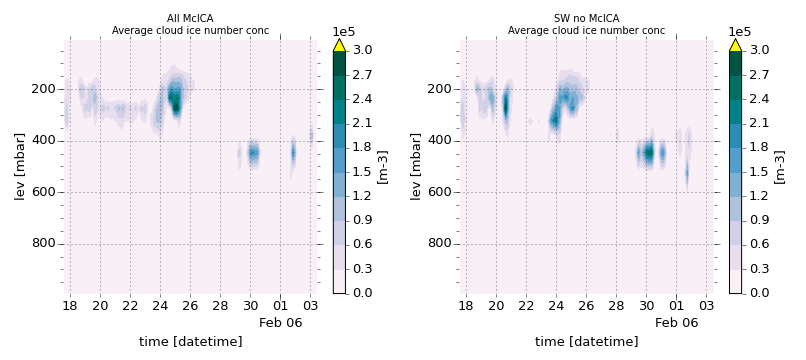 All McICA
Average cloud ice number conc
1e5
3.0
2.7
2.4
2.1
1.8
1.5
1.2
0.9
0.6
0.3
0.0
[m-3]
lev [mbar]
200
400
600
800
18 20 22 24 26 28 30 01 03
Feb 06
time [datetime]
SW no McICA
Average cloud ice number conc
1e5
3.0
2.7
2.4
2.1
1.8
1.5
1.2
0.9
0.6
0.3
0.0
[m-3]
lev [mbar]
200
400
600
800
18 20 22 24 26 28 30 01 03
Feb 06
time [datetime]